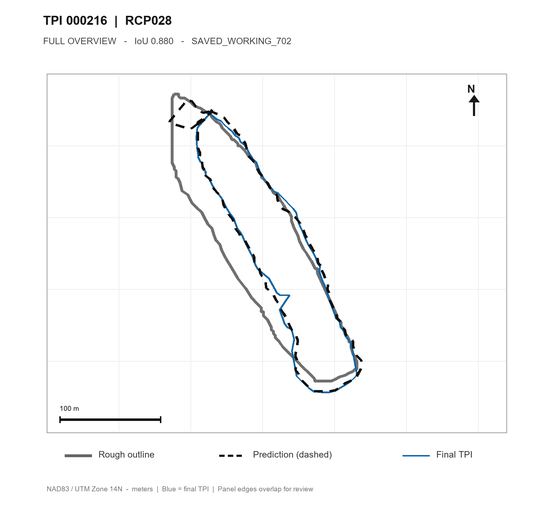 TPI 000216 | RCP028
FULL OVERVIEW - IoU 0.880 - SAVED_WORKING_702
N
100 m
Rough outline
Prediction (dashed)
Final TPI
NAD83 / UTM Zone 14N - meters | Blue = final TPI | Panel edges overlap for review